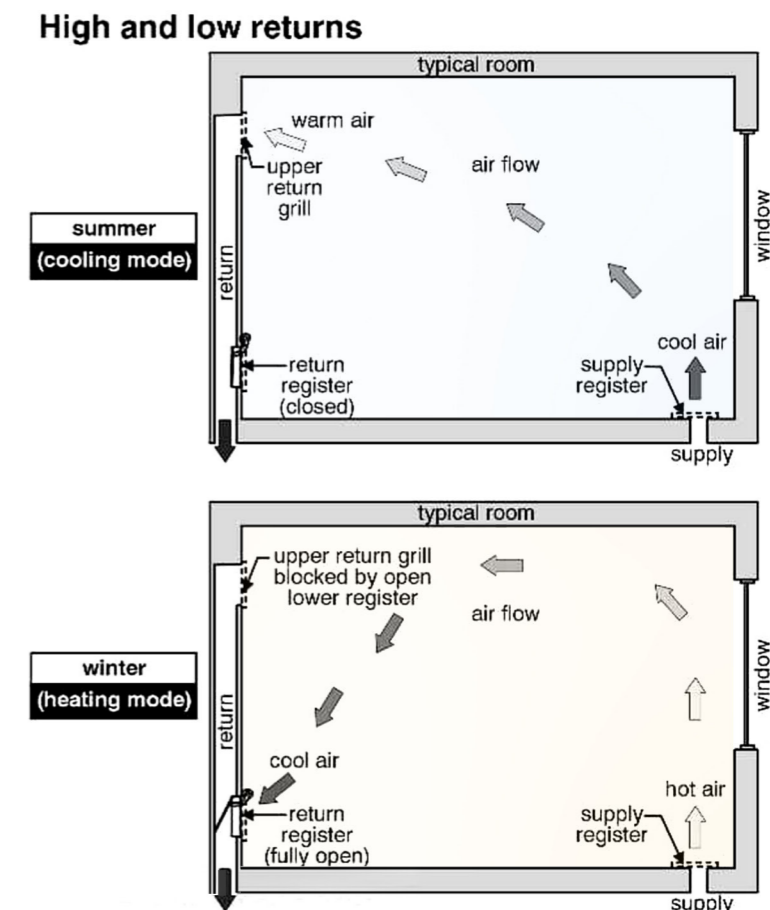 High and low returns
typical room
warm air
air flow
upper
return
grill
summer
(cooling mode)
return
window
cool air
return
register
(closed)
supply
register
supply
typical room
upper return grill
blocked by open
lower register
air flow
winter
(heating mode)
return
window
cool air
hot air
return
register
(fully open)
supply
register
supply